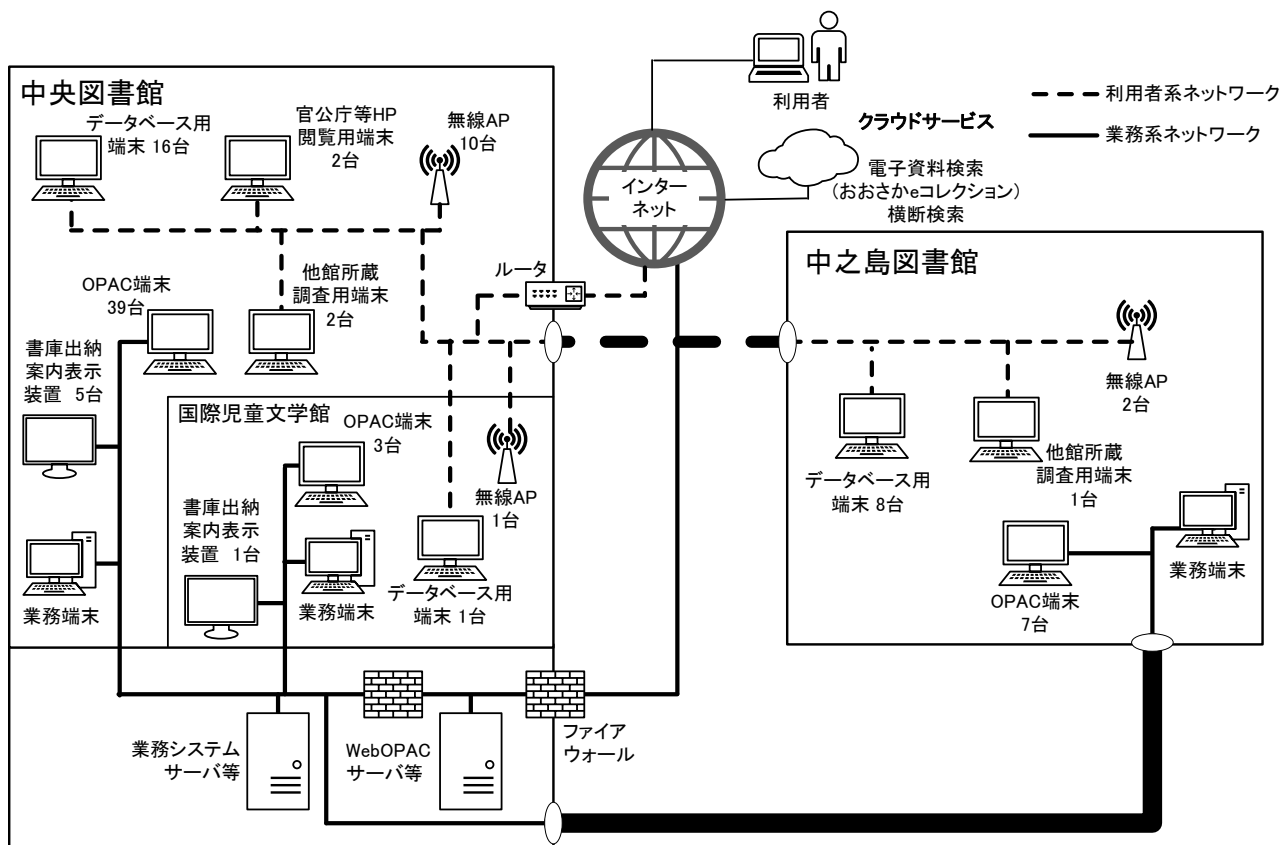 利用者
クラウドサービス
電子資料検索
(おおさかeコレクション)
横断検索
インター
ネット
利用者系ネットワーク
業務系ネットワーク
中央図書館
データベース用
端末 16台
官公庁等HP
閲覧用端末
2台
無線AP
10台
ルータ
OPAC端末
39台
他館所蔵
調査用端末
2台
書庫出納
案内表示
装置 5台
業務端末
国際児童文学館
OPAC端末
3台
無線AP
1台
書庫出納
案内表示
装置 1台
業務端末
データベース用
端末 1台
中之島図書館
無線AP
2台
データベース用
端末 8台
他館所蔵
調査用端末
1台
OPAC端末
7台
業務端末
業務システム
サーバ等
WebOPAC
サーバ等
ファイア
ウォール